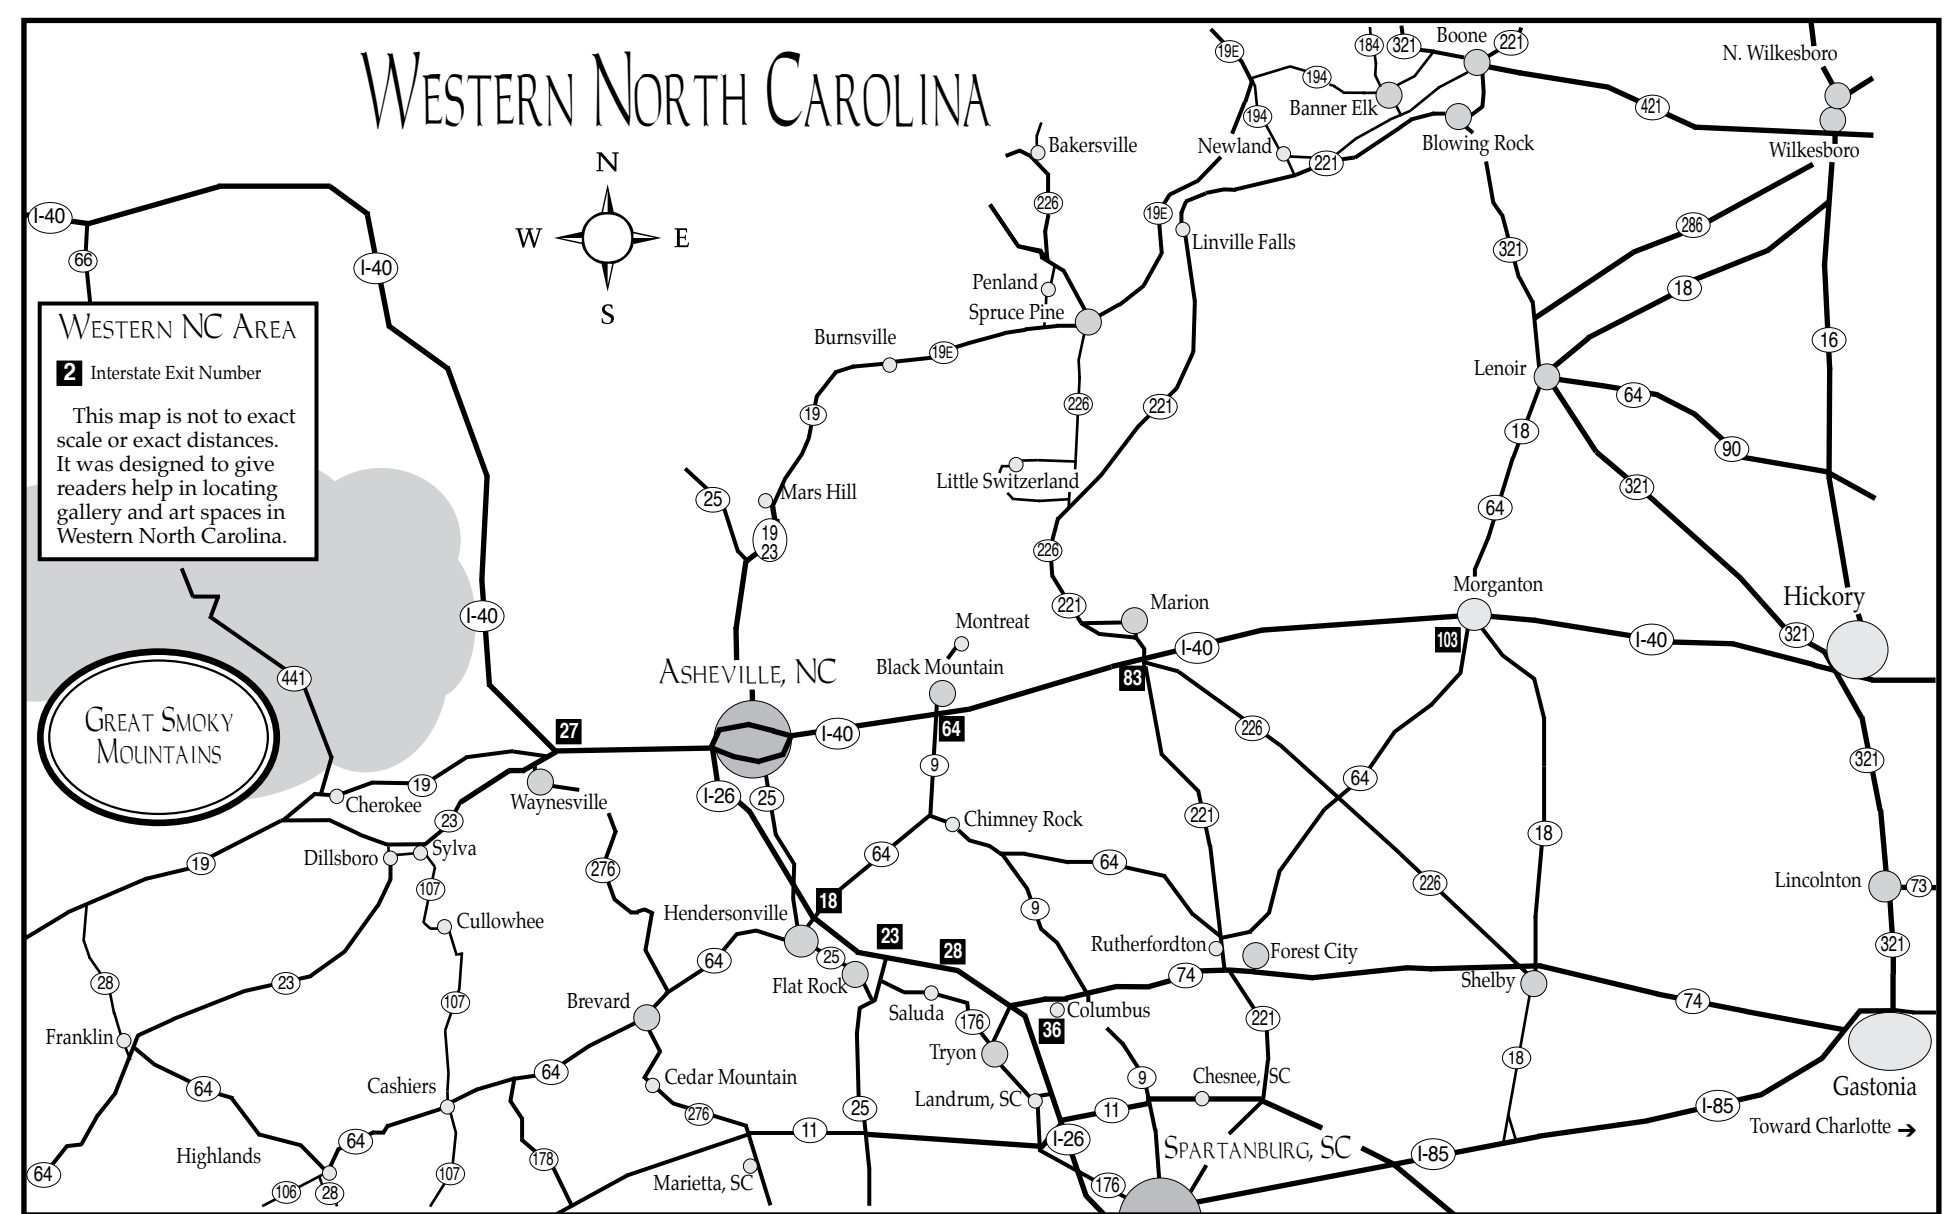 WESTERN NORTH CAROLINA
N
W
E
S
19E
184
321
Boone
221
N. Wilkesboro
194
Banner Elk
194
421
Bakersville
Newland
221
Blowing Rock
Wilkesboro
I-40
66
I-40
226
19E
Linville Falls
321
286
18
16
WESTERN NC AREA
2 Interstate Exit Number
This map is not to exact
scale or exact distances.
It was designed to give
readers help in locating
gallery and art spaces in
Western North Carolina.
Penland
Spruce Pine
Burnsville
19E
19
226
221
Lenoir
64
18
90
Little Switzerland
321
25
Mars Hill
19
23
64
226
I-40
221
Marion
Morganton
Hickory
Montreat
Black Mountain
I-40
103
I-40
321
ASHEVILLE, NC
83
441
GREAT SMOKY
MOUNTAINS
27
I-40
64
226
321
9
64
19
Cherokee
Waynesville
I-26
25
23
221
Chimney Rock
18
Dillsboro
Sylva
19
276
64
64
107
226
Lincolnton
73
18
Hendersonville
9
Cullowhee
23
28
Rutherfordton
Forest City
321
64
25
28
23
Flat Rock
74
Shelby
74
107
Brevard
Saluda
Columbus
176
36
221
Franklin
Tryon
18
64
64
Cashiers
Cedar Mountain
9
Chesnee, SC
Gastonia
Landrum, SC
276
25
11
I-85
Toward Charlotte
64
11
I-26
SPARTANBURG, SC
Highlands
178
I-85
64
107
Marietta, SC
176
106
28